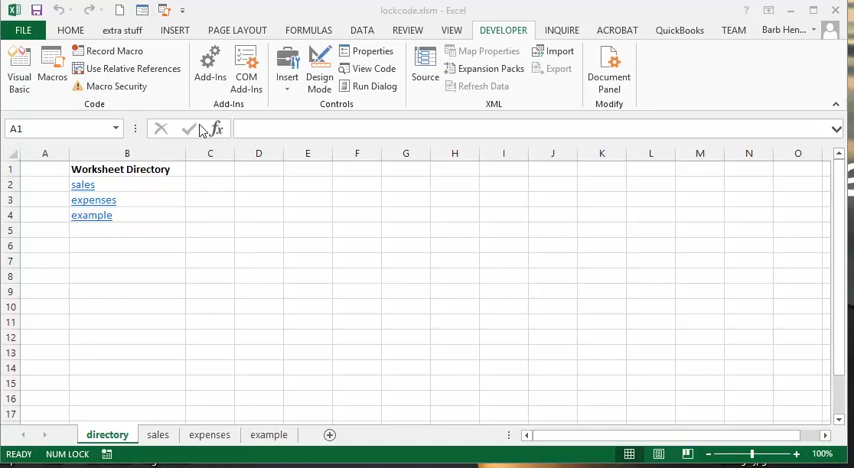 lockcode.xlsm - Excel
FILE HOME extra stuff INSERT PAGE LAYOUT FORMULAS DATA REVIEW VIEW DEVELOPER INQUIRE ACROBAT QuickBooks TEAM Barb Hen...
Visual Basic
Macros
Record Macro
Use Relative References
Macro Security
Code
Add-Ins
COM Add-Ins
Add-Ins
Insert
Design Mode
Properties
View Code
Run Dialog
Controls
Source
Map Properties
Expansion Packs
Refresh Data
Import
Export
XML
Document Panel
Modify
A1 fx
A B C D E F G H I J K L M N O
1 Worksheet Directory
2 sales
3 expenses
4 example
5
6
7
8
9
10
11
12
13
14
15
16
17
directory sales expenses example
READY NUM LOCK 100%